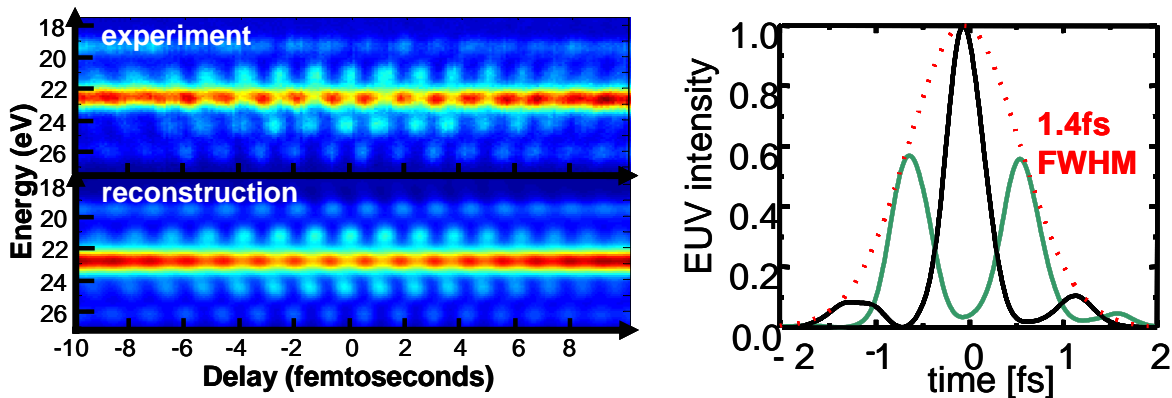 experiment
18
20
22
24
26
Energy (eV)
reconstruction
18
20
22
24
26
-10 -8 -6 -4 -2 0 2 4 6 8
Delay (femtoseconds)
1.0
0.8
0.6
0.4
0.2
0.0
EUV intensity
1.4fs
FWHM
-2 -1 0 1 2
time [fs]